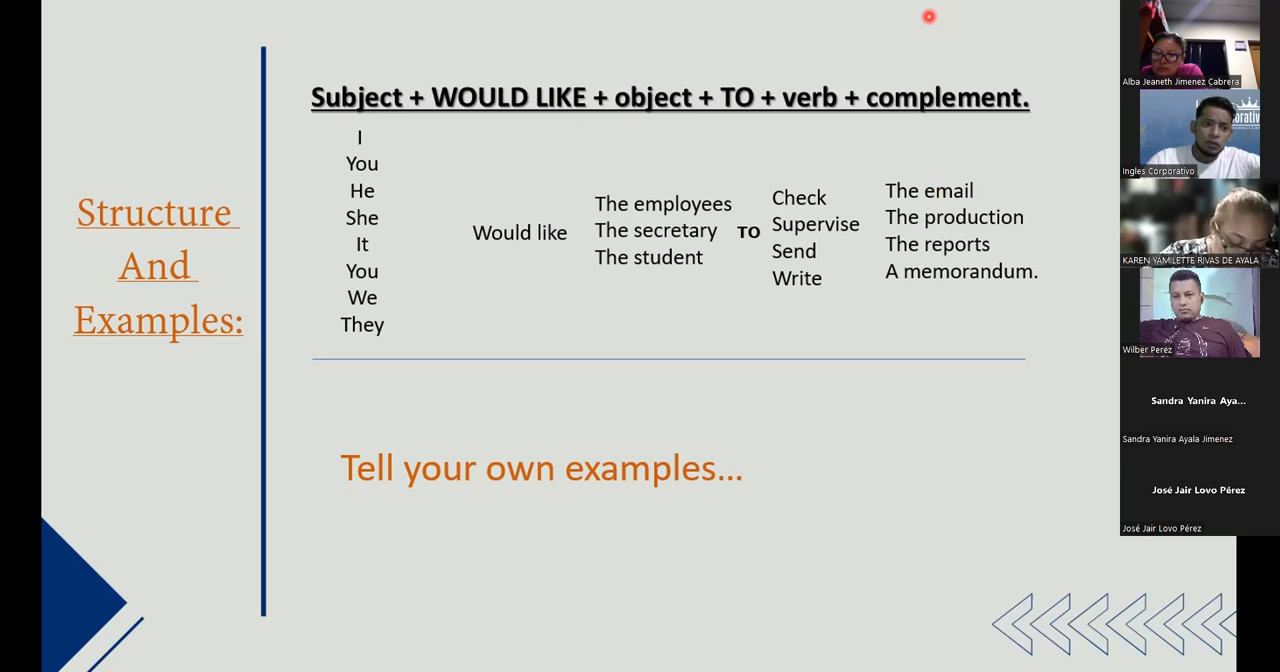 Structure
And
Examples:
Subject + WOULD LIKE + object + TO + verb + complement.
I
You
He
She
It
You
We
They
Would like
The employees
The secretary
The student
TO
Check
Supervise
Send
Write
The email
The production
The reports
A memorandum.
Tell your own examples...
Alba Jeaneth Jimenez Cabrera
Ingles Corporativo
KAREN YAMILETTE RIVAS DE AYALA
Wilber Perez
Sandra Yanira Aya...
Sandra Yanira Ayala Jimenez
José Jair Lovo Pérez
José Jair Lovo Pérez